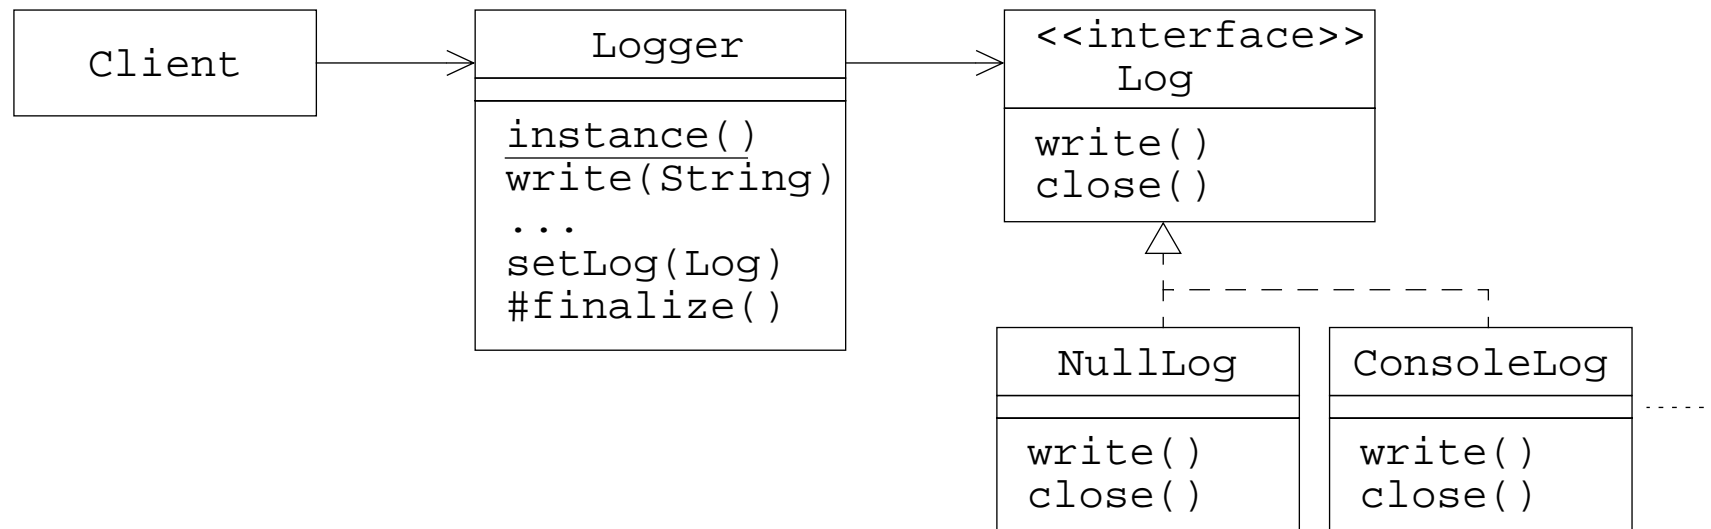 Client
Logger
instance()
write(String)
...
setLog(Log)
#finalize()
<<interface>>
Log
write()
close()
NullLog
write()
close()
ConsoleLog
write()
close()